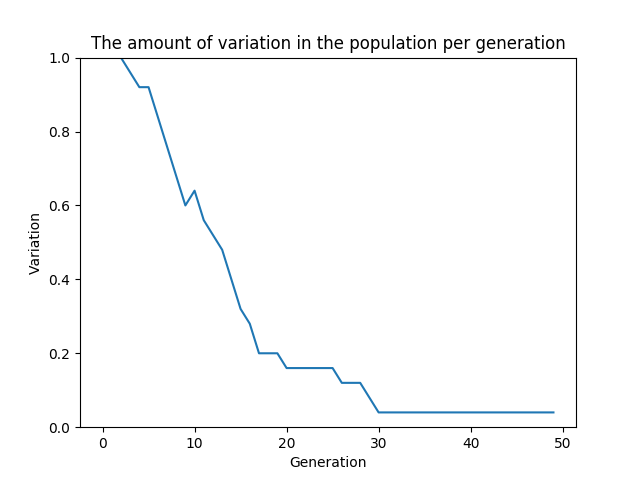 The amount of variation in the population per generation
1.0
0.8
0.6
0.4
0.2
0.0
Variation
0 10 20 30 40 50
Generation